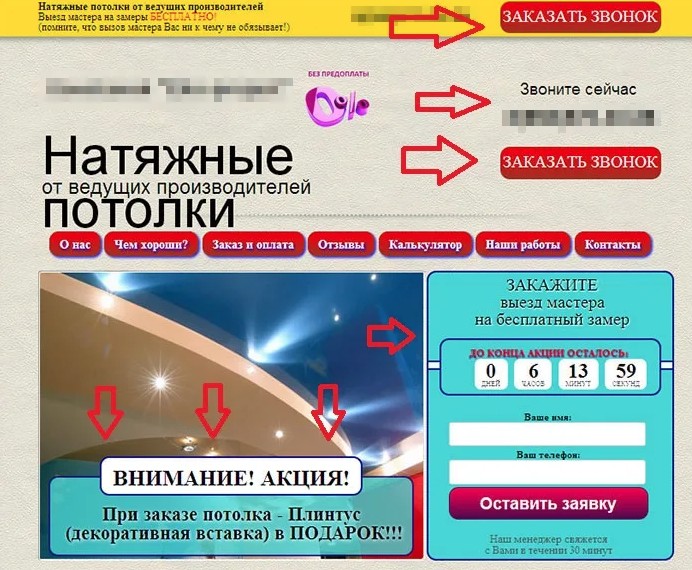 Натяжные потолки от ведущих производителей
Выезд мастера на замеры БЕСПЛАТНО!
(помните, что вызов мастера Вас ни к чему не обязывает!)
ЗАКАЗАТЬ ЗВОНОК
БЕЗ ПРЕДОПЛАТЫ
Звоните сейчас
ЗАКАЗАТЬ ЗВОНОК
Натяжные
от ведущих производителей
потолки
О нас
Чем хороши?
Заказ и оплата
Отзывы
Калькулятор
Наши работы
Контакты
ВНИМАНИЕ! АКЦИЯ!
При заказе потолка - Плинтус
(декоративная вставка) в ПОДАРОК!!!
ЗАКАЖИТЕ
выезд мастера
на бесплатный замер
ДО КОНЦА АКЦИИ ОСТАЛОСЬ:
0 6 13 59
ДНЕЙ ЧАСОВ МИНУТ СЕКУНД
Ваше имя:
Ваш телефон:
Оставить заявку
Наш менеджер свяжется
с Вами в течении 30 минут